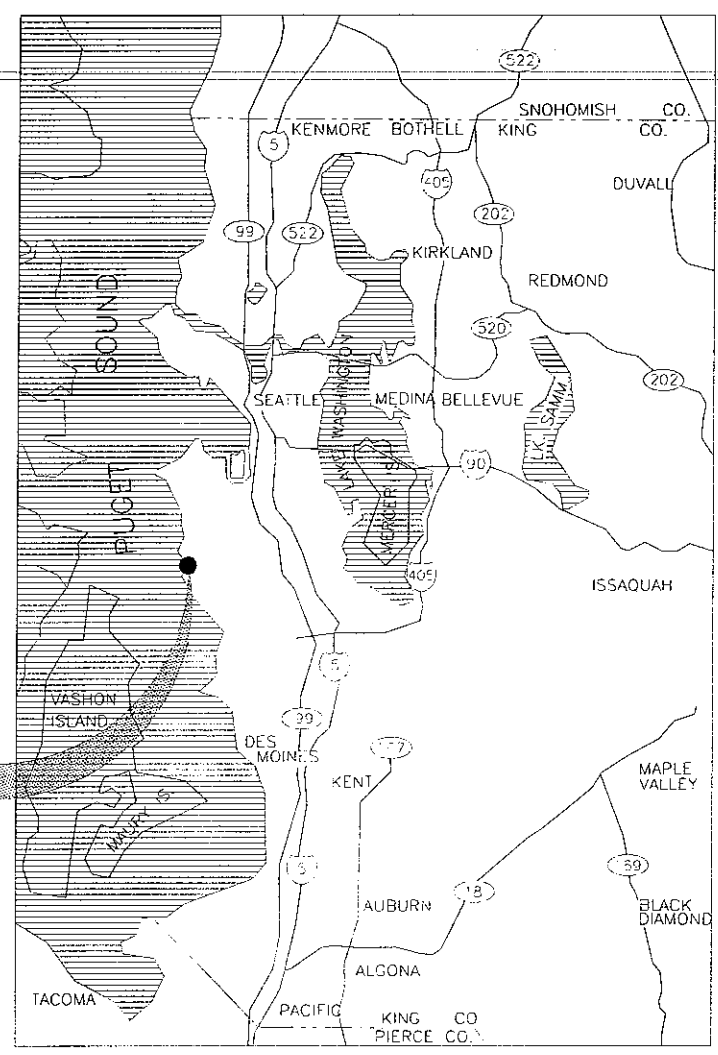 522
SNOHOMISH CO.
KENMORE BOTHELL KING CO.
5
405
DUVALL
202
99
522
KIRKLAND
REDMOND
SOUND
520
LAKE WASHINGTON
202
SEATTLE
MEDINA BELLEVUE
LK. SAMM.
PUGET
MERCER IS.
90
405
ISSAQUAH
5
VASHON
ISLAND
99
DES
MOINES
KENT
MAPLE
VALLEY
MAURY IS.
5
18
AUBURN
BLACK
DIAMOND
ALGONA
TACOMA
PACIFIC
KING CO
PIERCE CO.